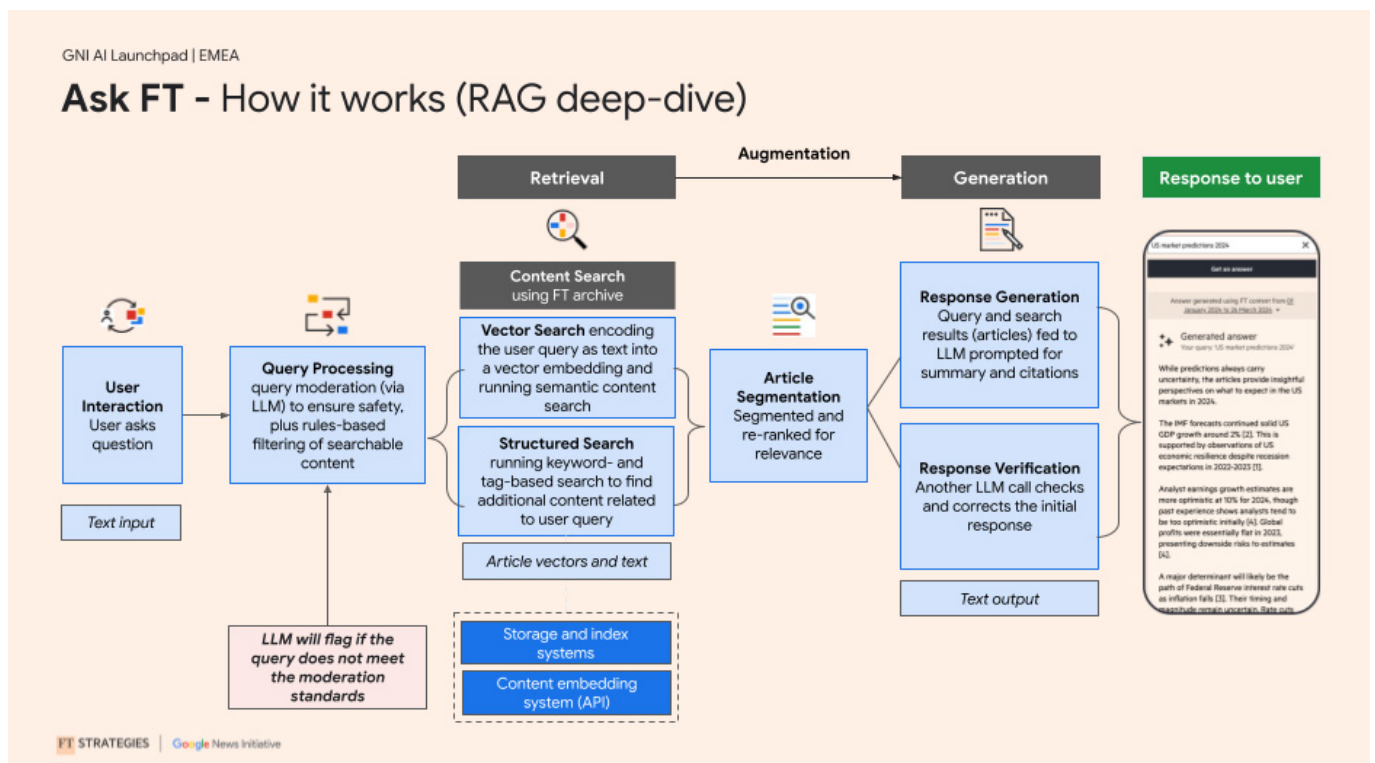 GNI AI Launchpad | EMEA
Ask FT - How it works (RAG deep-dive)
Retrieval
Augmentation
Generation
Response to user
User
Interaction
User asks
question
Text input
Query Processing
query moderation (via
LLM) to ensure safety,
plus rules-based
filtering of searchable
content
LLM will flag if the
query does not meet
the moderation
standards
Content Search
using FT archive
Vector Search encoding
the user query as text into
a vector embedding and
running semantic content
search
Structured Search
running keyword- and
tag-based search to find
additional content related
to user query
Article vectors and text
Storage and index
systems
Content embedding
system (API)
Article
Segmentation
Segmented and
re-ranked for
relevance
Response Generation
Query and search
results (articles) fed to
LLM prompted for
summary and citations
Response Verification
Another LLM call checks
and corrects the initial
response
Text output
US market predictions 2024
Get an answer
Answer generated using FT content from 01
January 2024 to 26 March 2024
Generated answer
Your query: 'US market predictions 2024'
While predictions always carry
uncertainty, the articles provide insightful
perspectives on what to expect in the US
markets in 2024.
The IMF forecasts continued solid US
GDP growth around 2% [2]. This is
supported by observations of US
economic resilience despite recession
expectations in 2022-2023 [1].
Analyst earnings growth estimates are
more optimistic at 10% for 2024, though
past experience shows analysts tend to
be too optimistic initially [4]. Global
profits were essentially flat in 2023,
presenting downside risks to estimates
[4].
A major determinant will likely be the
path of Federal Reserve interest rate cuts
as inflation falls [3]. Their timing and
magnitude remain uncertain. Rate cuts
FT STRATEGIES | Google News Initiative